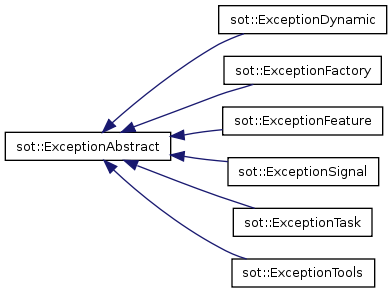 sot::ExceptionDynamic
sot::ExceptionFactory
sot::ExceptionFeature
sot::ExceptionAbstract
sot::ExceptionSignal
sot::ExceptionTask
sot::ExceptionTools